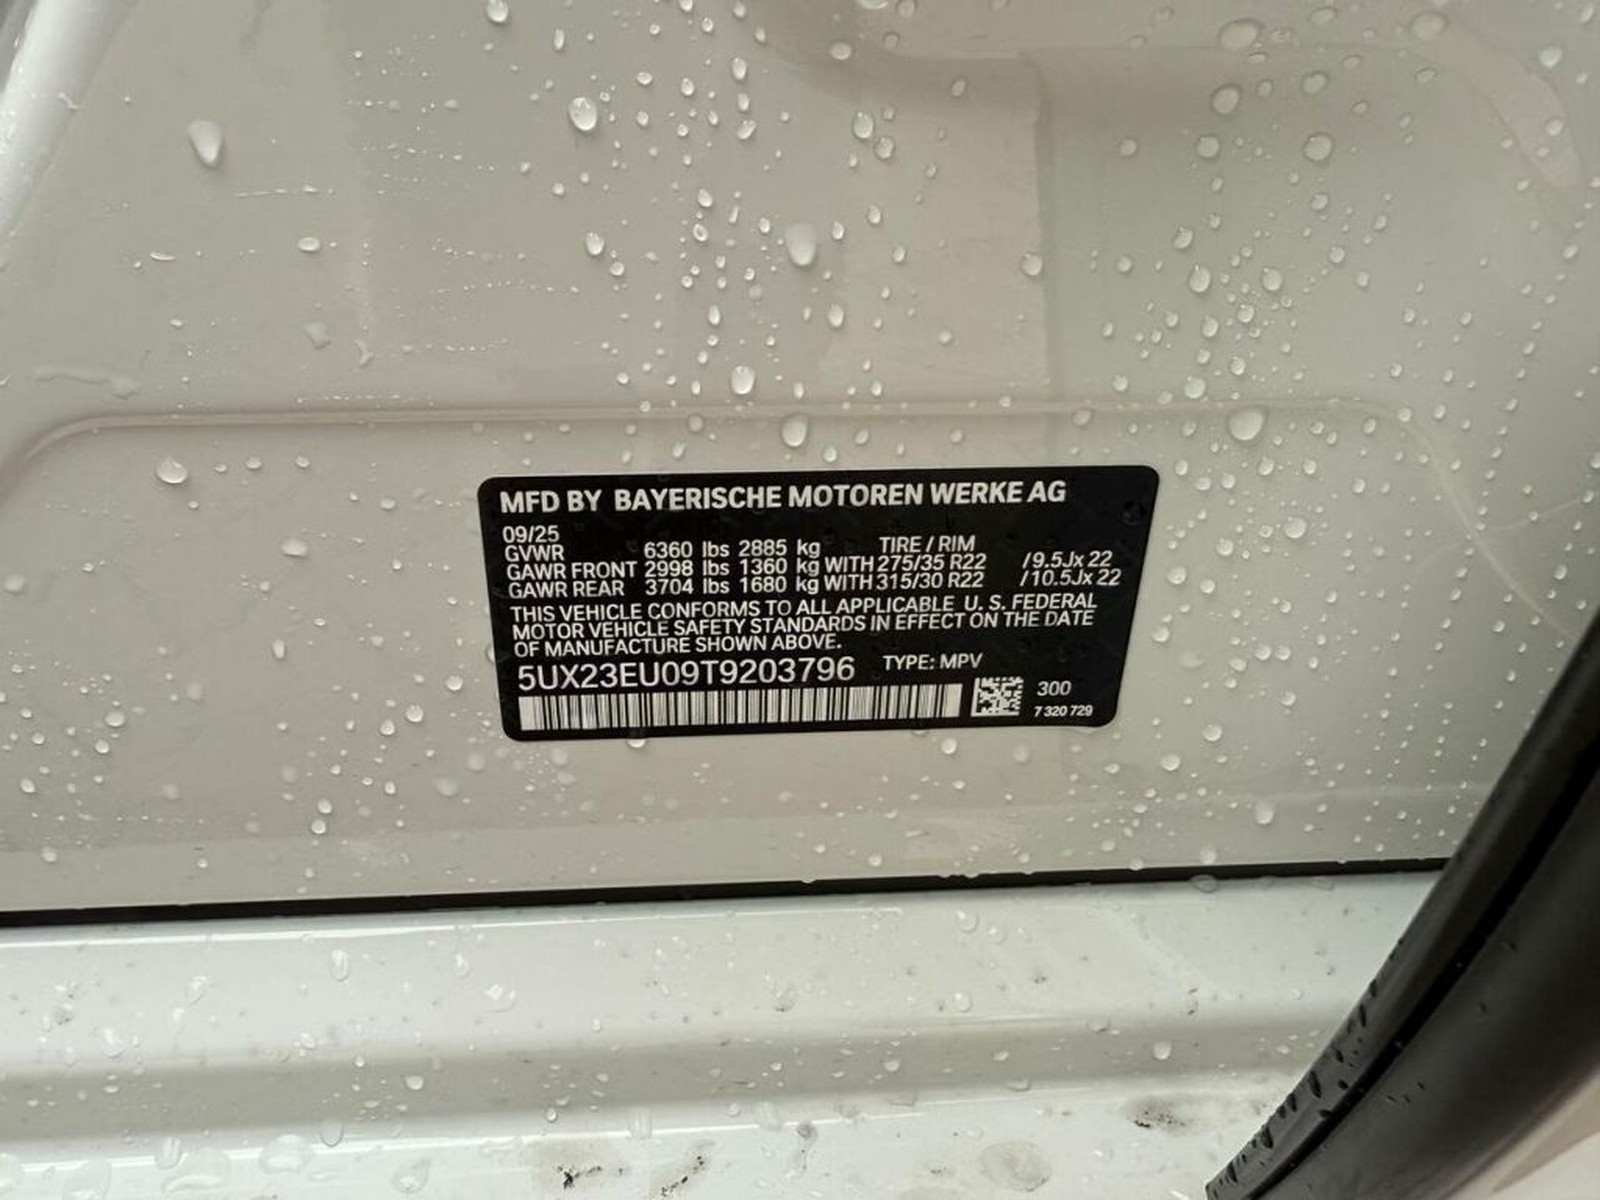 MFD BY BAYERISCHE MOTOREN WERKE AG
09/25
GVWR 6360 lbs 2885 kg TIRE / RIM
GAWR FRONT 2998 lbs 1360 kg WITH 275/35 R22 /9.5Jx 22
GAWR REAR 3704 lbs 1680 kg WITH 315/30 R22 /10.5Jx 22
THIS VEHICLE CONFORMS TO ALL APPLICABLE U. S. FEDERAL
MOTOR VEHICLE SAFETY STANDARDS IN EFFECT ON THE DATE
OF MANUFACTURE SHOWN ABOVE.
5UX23EU09T9203796 TYPE: MPV
300
7 320 729